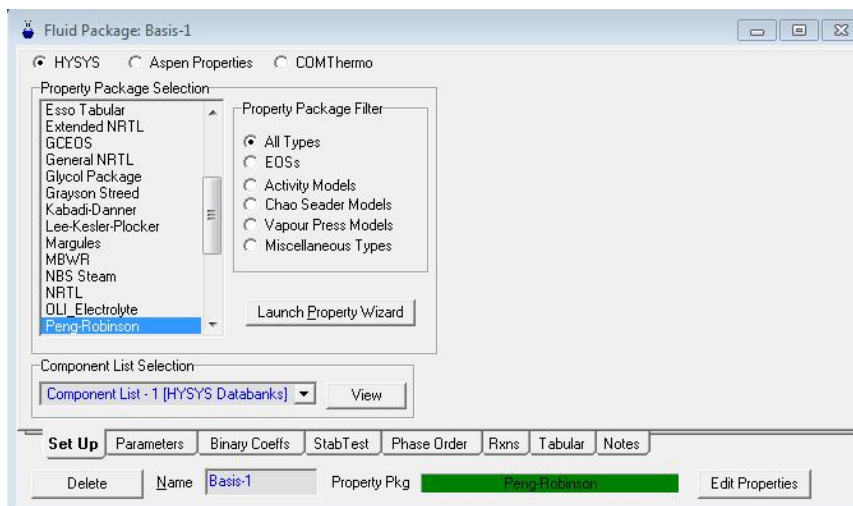 Fluid Package: Basis-1
HYSYS Aspen Properties COMThermo
Property Package Selection
Esso Tabular
Extended NRTL
GCEOS
General NRTL
Glycol Package
Grayson Streed
Kabadi-Danner
Lee-Kesler-Plocker
Margules
MBWR
NBS Steam
NRTL
OLI_Electrolyte
Peng-Robinson
Property Package Filter
All Types
EOSs
Activity Models
Chao Seader Models
Vapour Press Models
Miscellaneous Types
Launch Property Wizard
Component List Selection
Component List - 1 [HYSYS Databanks] View
Set Up Parameters Binary Coeffs StabTest Phase Order Rxns Tabular Notes
Delete Name Basis-1 Property Pkg Peng-Robinson Edit Properties